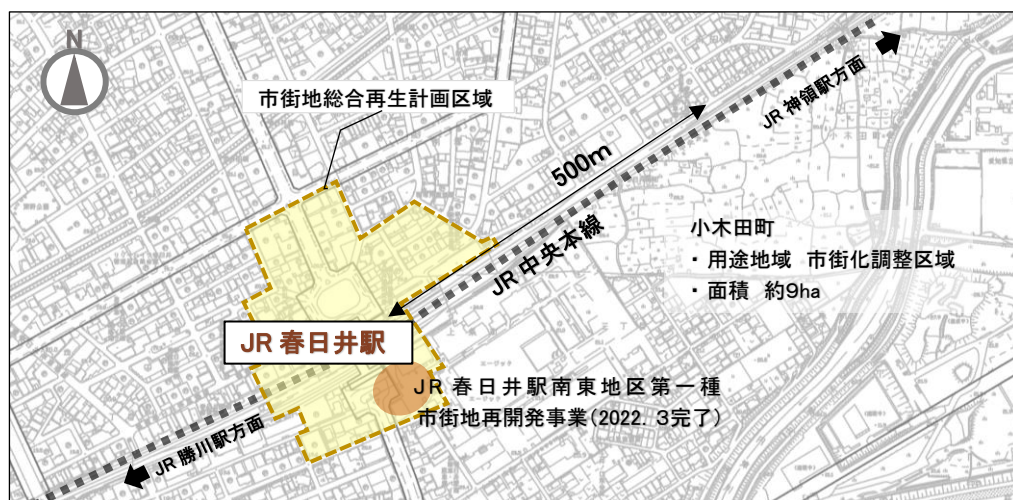 N
市街地総合再生計画区域
JR 神領駅方面
500m
JR 中央本線
小木田町
・ 用途地域 市街化調整区域
・ 面積 約9ha
JR 春日井駅
JR 春日井駅南東地区第一種
市街地再開発事業(2022. 3完了)
JR 勝川駅方面